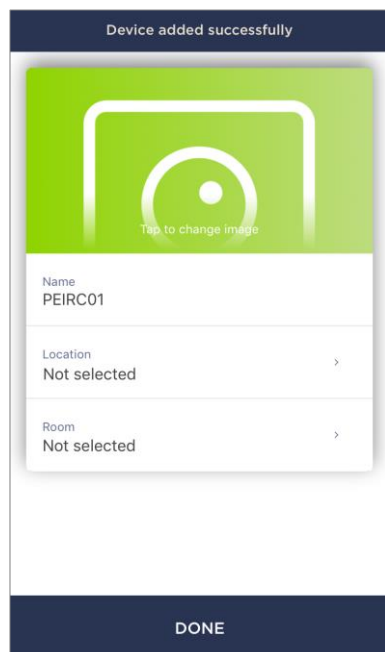 Device added successfully
Tap to change image
Name
PEIRC01
Location
Not selected
Room
Not selected
DONE